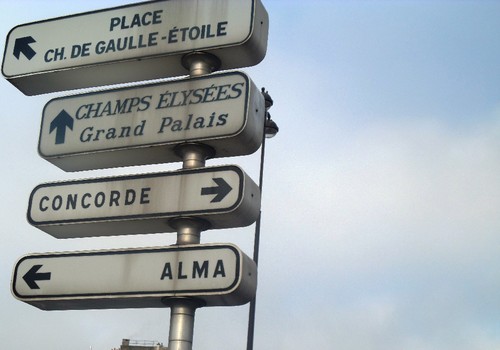 PLACE
CH. DE GAULLE-ÉTOILE
CHAMPS ÉLYSÉES
Grand Palais
CONCORDE
ALMA